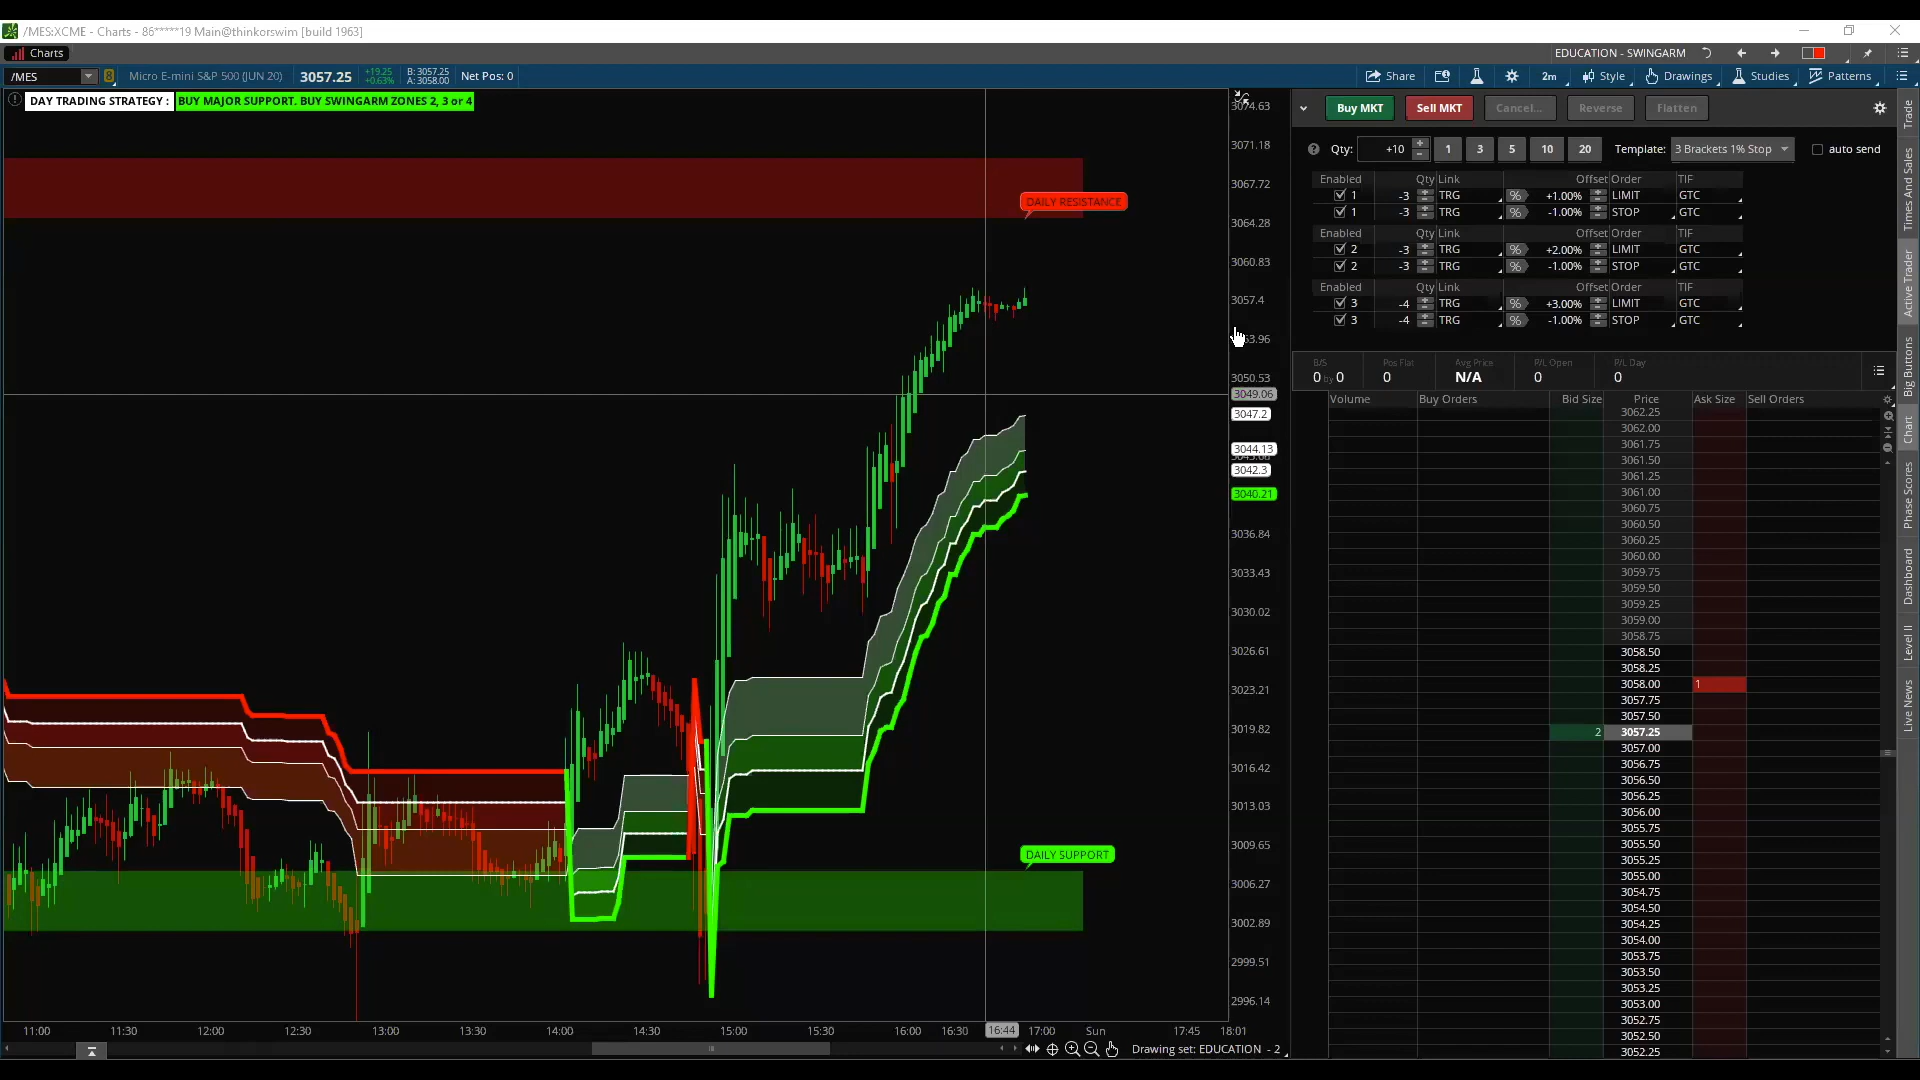 /MES:XCME - Charts - 86*****19 Main@thinkorswim [build 1963]
Charts
EDUCATION - SWINGARM
/MES 8 Micro E-mini S&P 500 (JUN 20) 3057.25 +19.25 +0.63% B: 3057.25 A: 3058.00 Net Pos: 0
Share 2m Style Drawings Studies Patterns
DAY TRADING STRATEGY : BUY MAJOR SUPPORT. BUY SWINGARM ZONES 2, 3 or 4
DAILY RESISTANCE
DAILY SUPPORT
3074.63
3071.18
3067.72
3064.28
3060.83
3057.4
3050.53
3049.06
3047.2
3044.13
3042.3
3040.21
3036.84
3033.43
3030.02
3026.61
3023.21
3019.82
3016.42
3013.03
3009.65
3006.27
3002.89
2999.51
2996.14
11:00 11:30 12:00 12:30 13:00 13:30 14:00 14:30 15:00 15:30 16:00 16:30 16:44 17:00 Sun 17:45 18:01
Drawing set: EDUCATION - 2
Buy MKT Sell MKT Cancel... Reverse Flatten
Qty: +10 1 3 5 10 20 Template: 3 Brackets 1% Stop auto send
Enabled Qty Link Offset Order TIF
1 -3 TRG % +1.00% LIMIT GTC
1 -3 TRG % -1.00% STOP GTC
Enabled Qty Link Offset Order TIF
2 -3 TRG % +2.00% LIMIT GTC
2 -3 TRG % -1.00% STOP GTC
Enabled Qty Link Offset Order TIF
3 -4 TRG % +3.00% LIMIT GTC
3 -4 TRG % -1.00% STOP GTC
B/S Pos Flat Avg Price P/L Open P/L Day
0 by 0 0 N/A 0 0
Volume Buy Orders Bid Size Price Ask Size Sell Orders
3062.25
3062.00
3061.75
3061.50
3061.25
3061.00
3060.75
3060.50
3060.25
3060.00
3059.75
3059.50
3059.25
3059.00
3058.75
3058.50
3058.25
3058.00 1
3057.75
3057.50
2 3057.25
3057.00
3056.75
3056.50
3056.25
3056.00
3055.75
3055.50
3055.25
3055.00
3054.75
3054.50
3054.25
3054.00
3053.75
3053.50
3053.25
3053.00
3052.75
3052.50
3052.25
Trade
Times And Sales
Active Trader
Big Buttons
Chart
Phase Scores
Dashboard
Level II
Live News